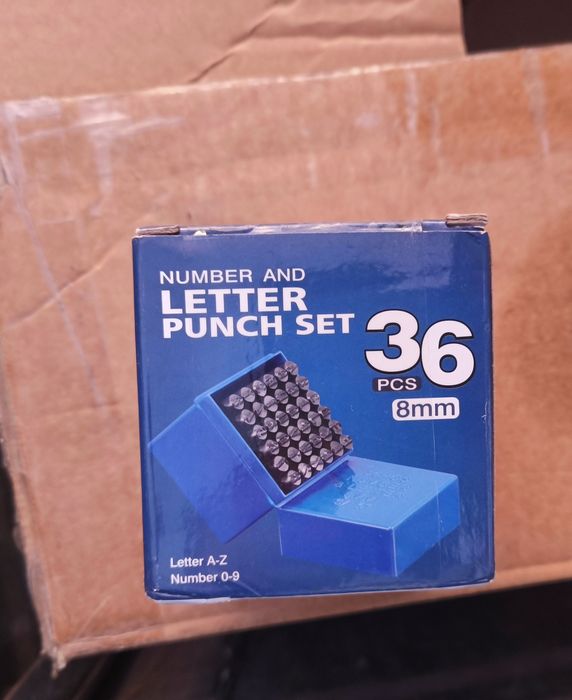 NUMBER AND
LETTER
PUNCH SET
36
PCS
8mm
Letter A-Z
Number 0-9